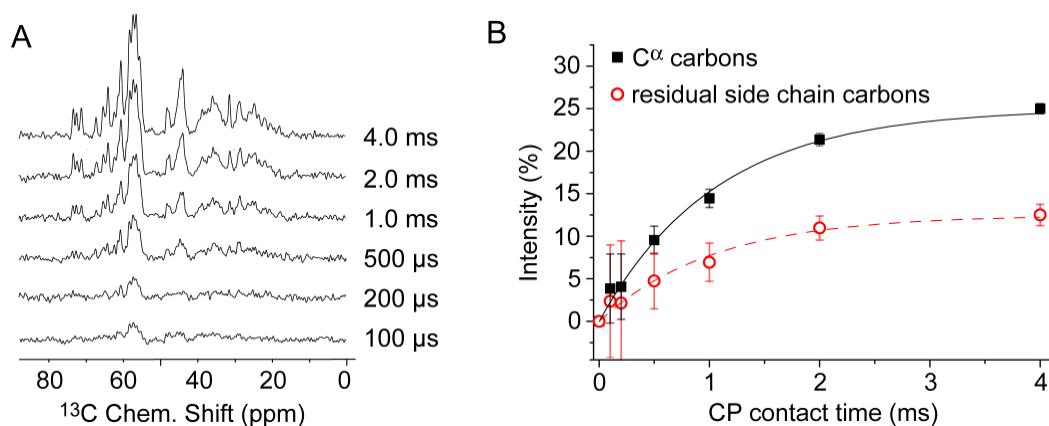 A
4.0 ms
2.0 ms
1.0 ms
500 µs
200 µs
100 µs
80 60 40 20 0
¹³C Chem. Shift (ppm)
B
Cᵅ carbons
residual side chain carbons
30
25
20
15
10
5
0
Intensity (%)
0 1 2 3 4
CP contact time (ms)